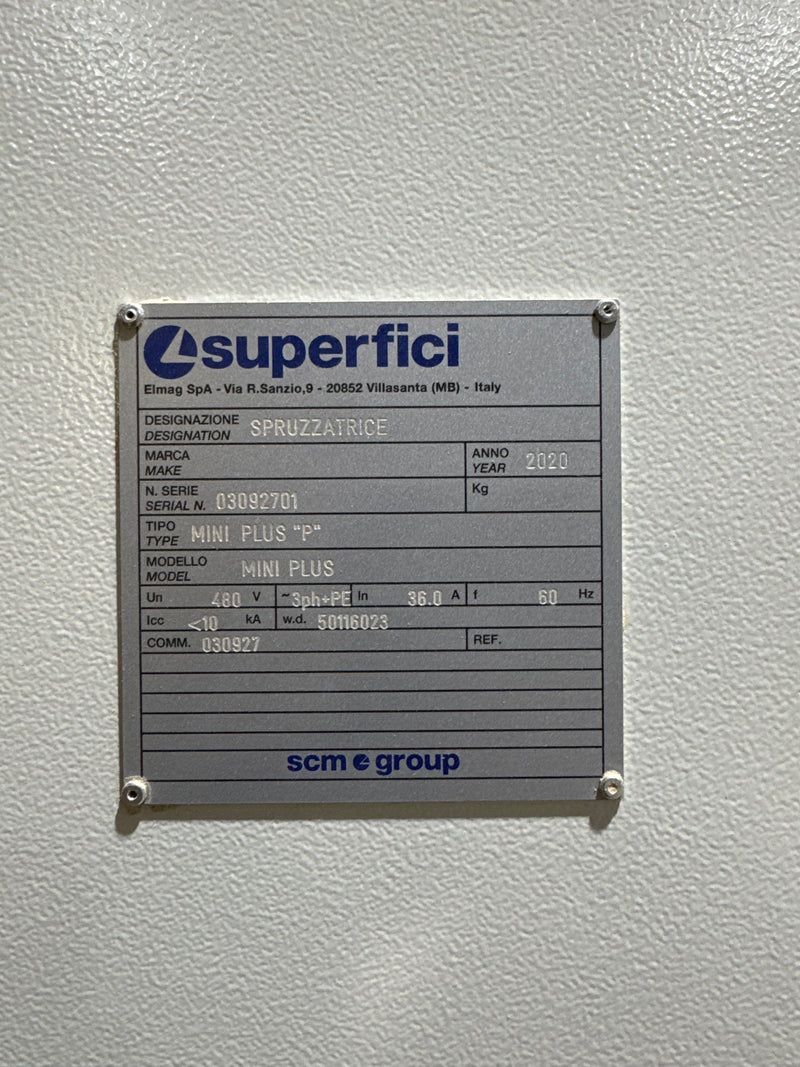 superfici
Elmag SpA - Via R.Sanzio,9 - 20852 Villasanta (MB) - Italy
DESIGNAZIONE
DESIGNATION SPRUZZATRICE
MARCA
MAKE
ANNO
YEAR 2020
N. SERIE
SERIAL N. 03092701
Kg
TIPO
TYPE MINI PLUS "P"
MODELLO
MODEL MINI PLUS
Un 480 V ~3ph+PE In 36.0 A f 60 Hz
Icc <10 kA w.d. 50116023
COMM. 030927 REF.
scm group